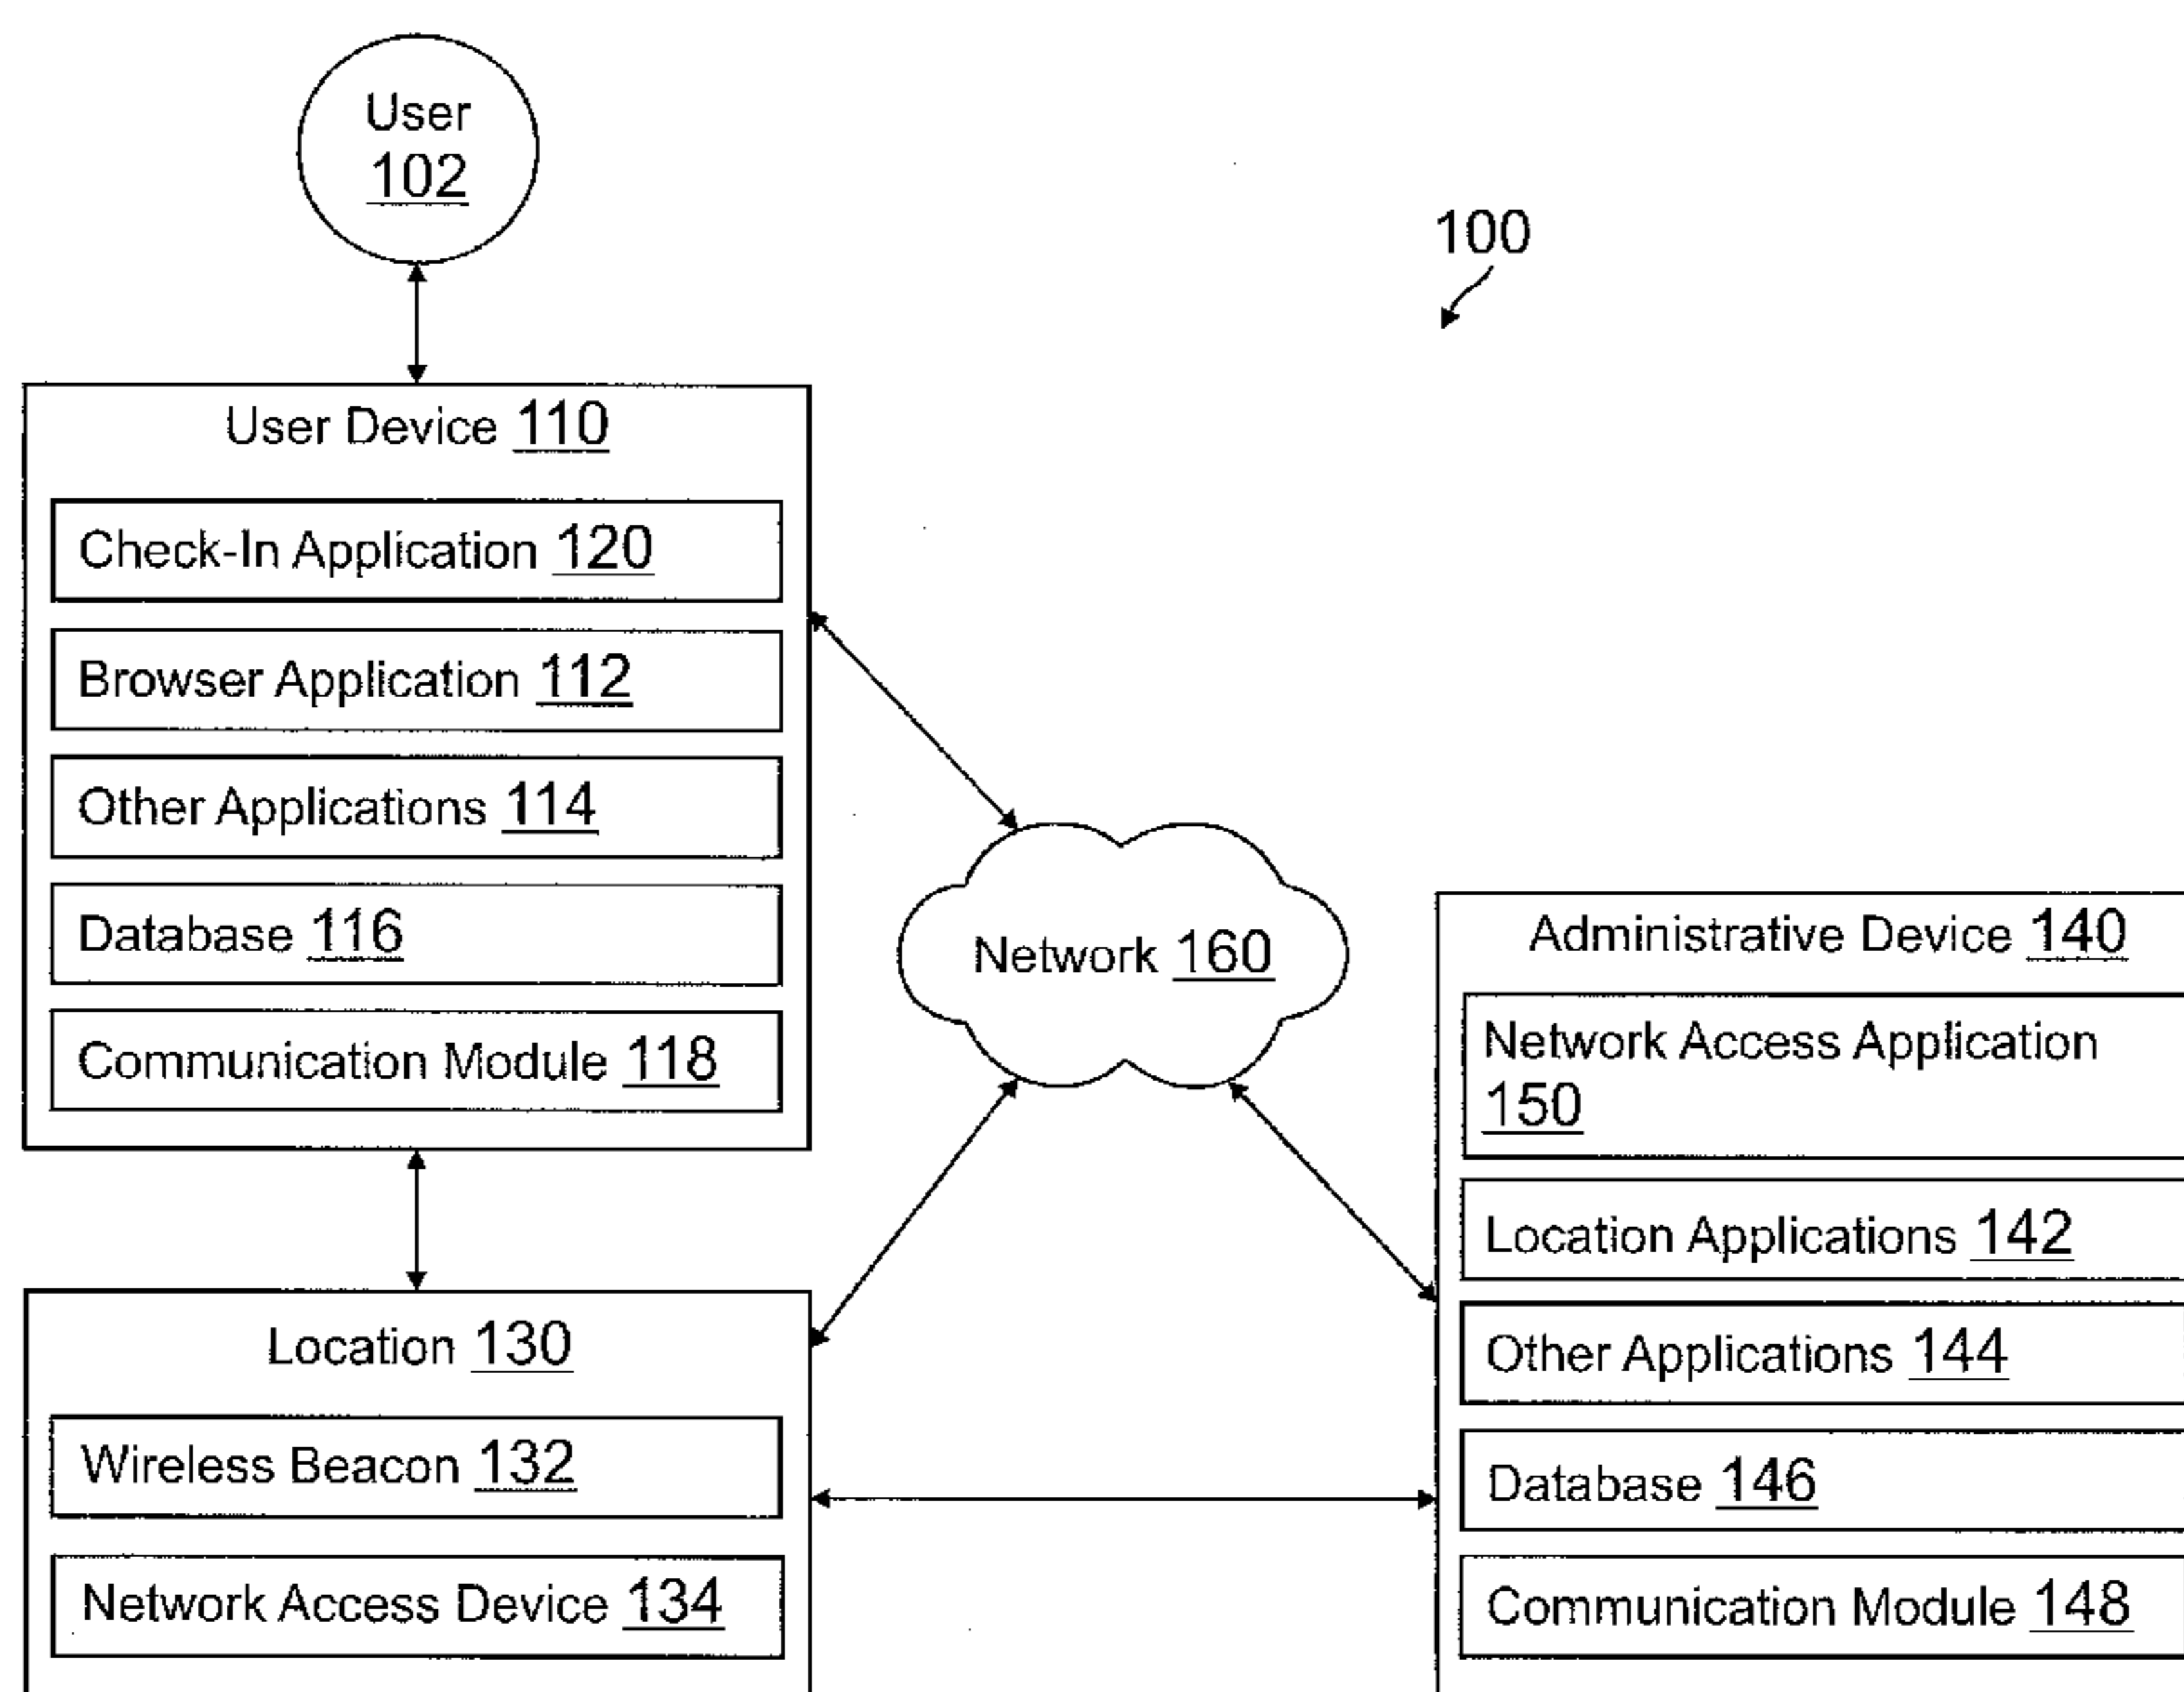 User
102
100
User Device 110
Check-In Application 120
Browser Application 112
Other Applications 114
Database 116
Communication Module 118
Network 160
Administrative Device 140
Network Access Application
150
Location Applications 142
Other Applications 144
Database 146
Communication Module 148
Location 130
Wireless Beacon 132
Network Access Device 134